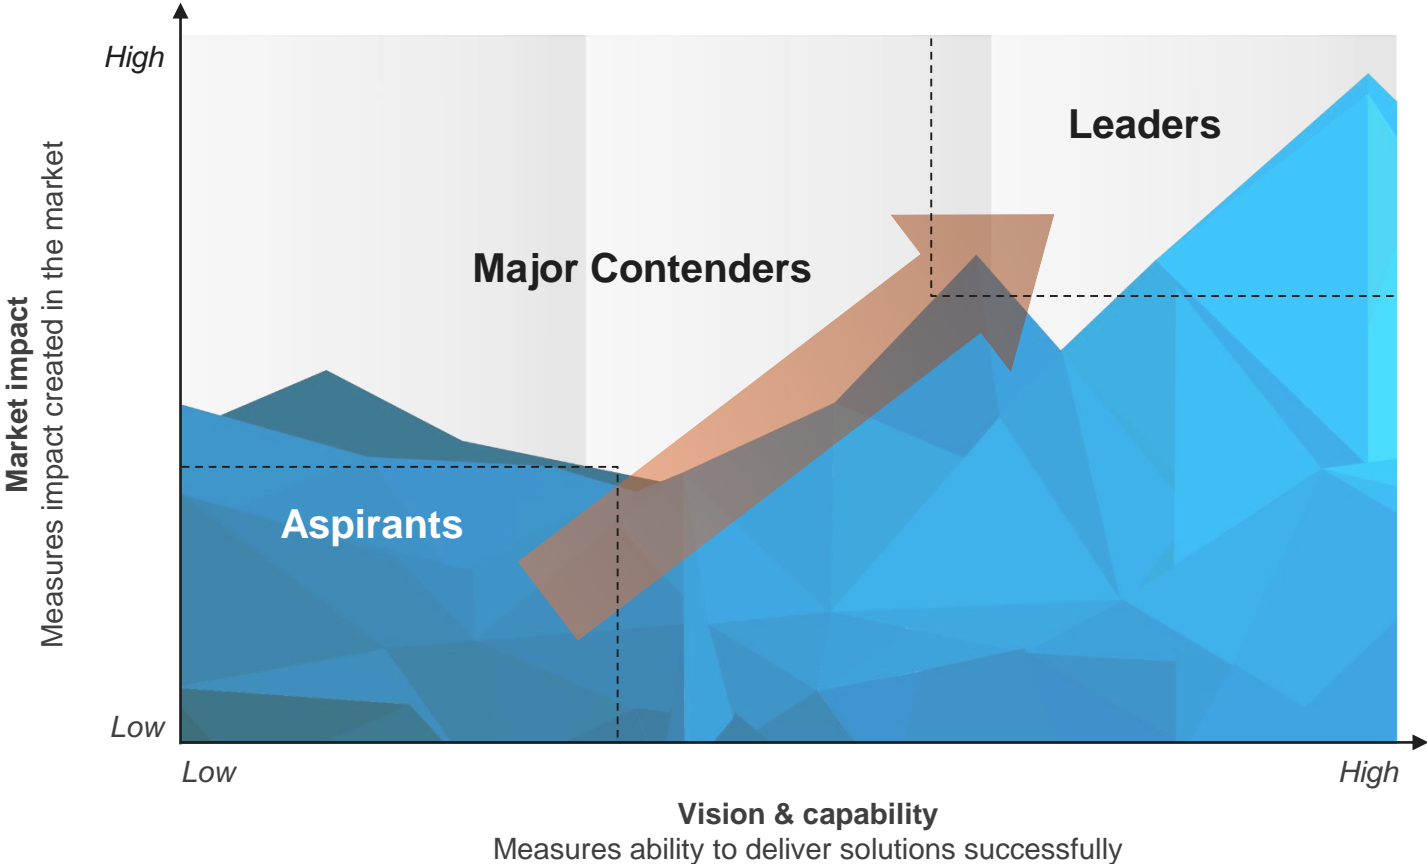 High
Market impact
Measures impact created in the market
Leaders
Major Contenders
Aspirants
Low
Low
High
Vision & capability
Measures ability to deliver solutions successfully